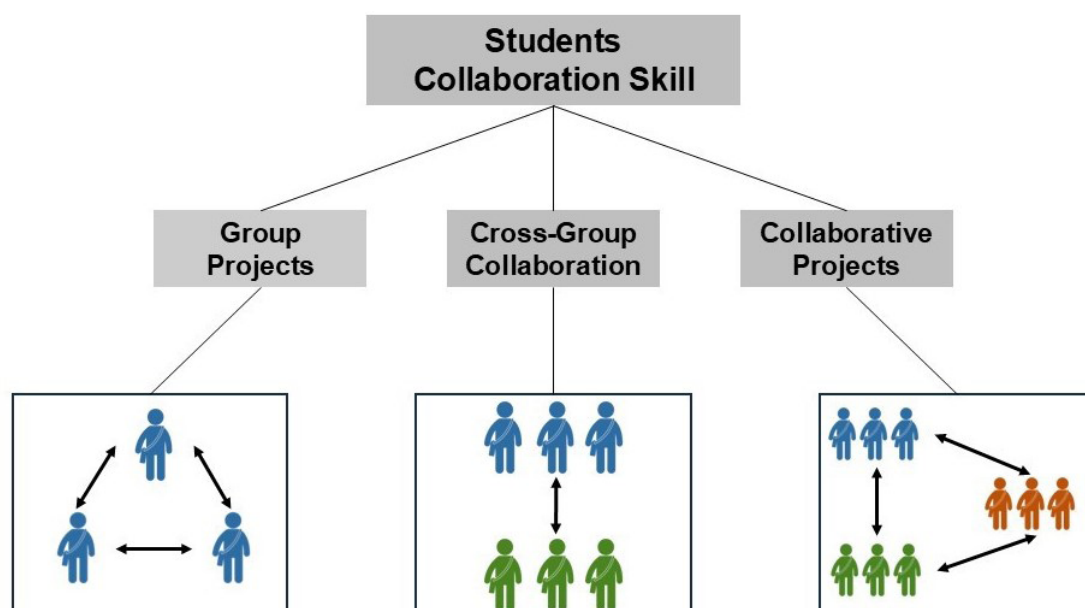 Students
Collaboration Skill
Group
Projects
Cross-Group
Collaboration
Collaborative
Projects